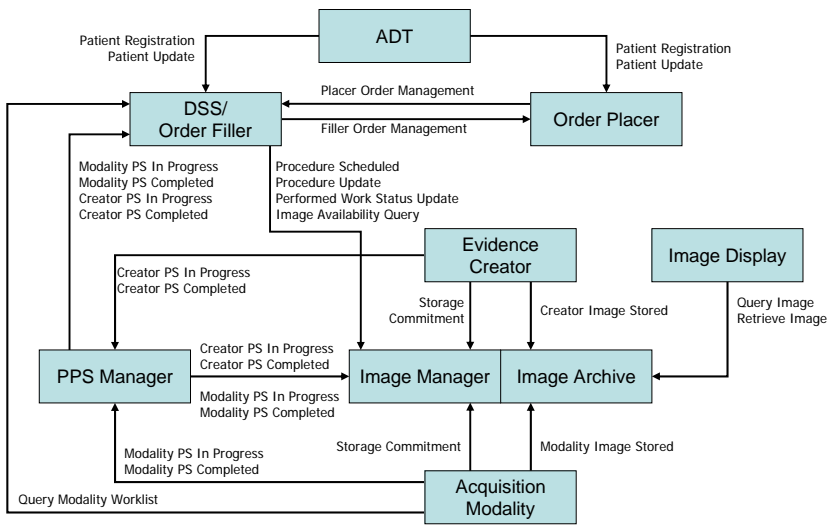 ADT
Patient Registration
Patient Update
Patient Registration
Patient Update
DSS/
Order Filler
Placer Order Management
Filler Order Management
Order Placer
Modality PS In Progress
Modality PS Completed
Creator PS In Progress
Creator PS Completed
Procedure Scheduled
Procedure Update
Performed Work Status Update
Image Availability Query
Evidence
Creator
Image Display
Creator PS In Progress
Creator PS Completed
Storage
Commitment
Creator Image Stored
Query Image
Retrieve Image
PPS Manager
Creator PS In Progress
Creator PS Completed
Modality PS In Progress
Modality PS Completed
Image Manager
Image Archive
Modality PS In Progress
Modality PS Completed
Storage Commitment
Modality Image Stored
Query Modality Worklist
Acquisition
Modality